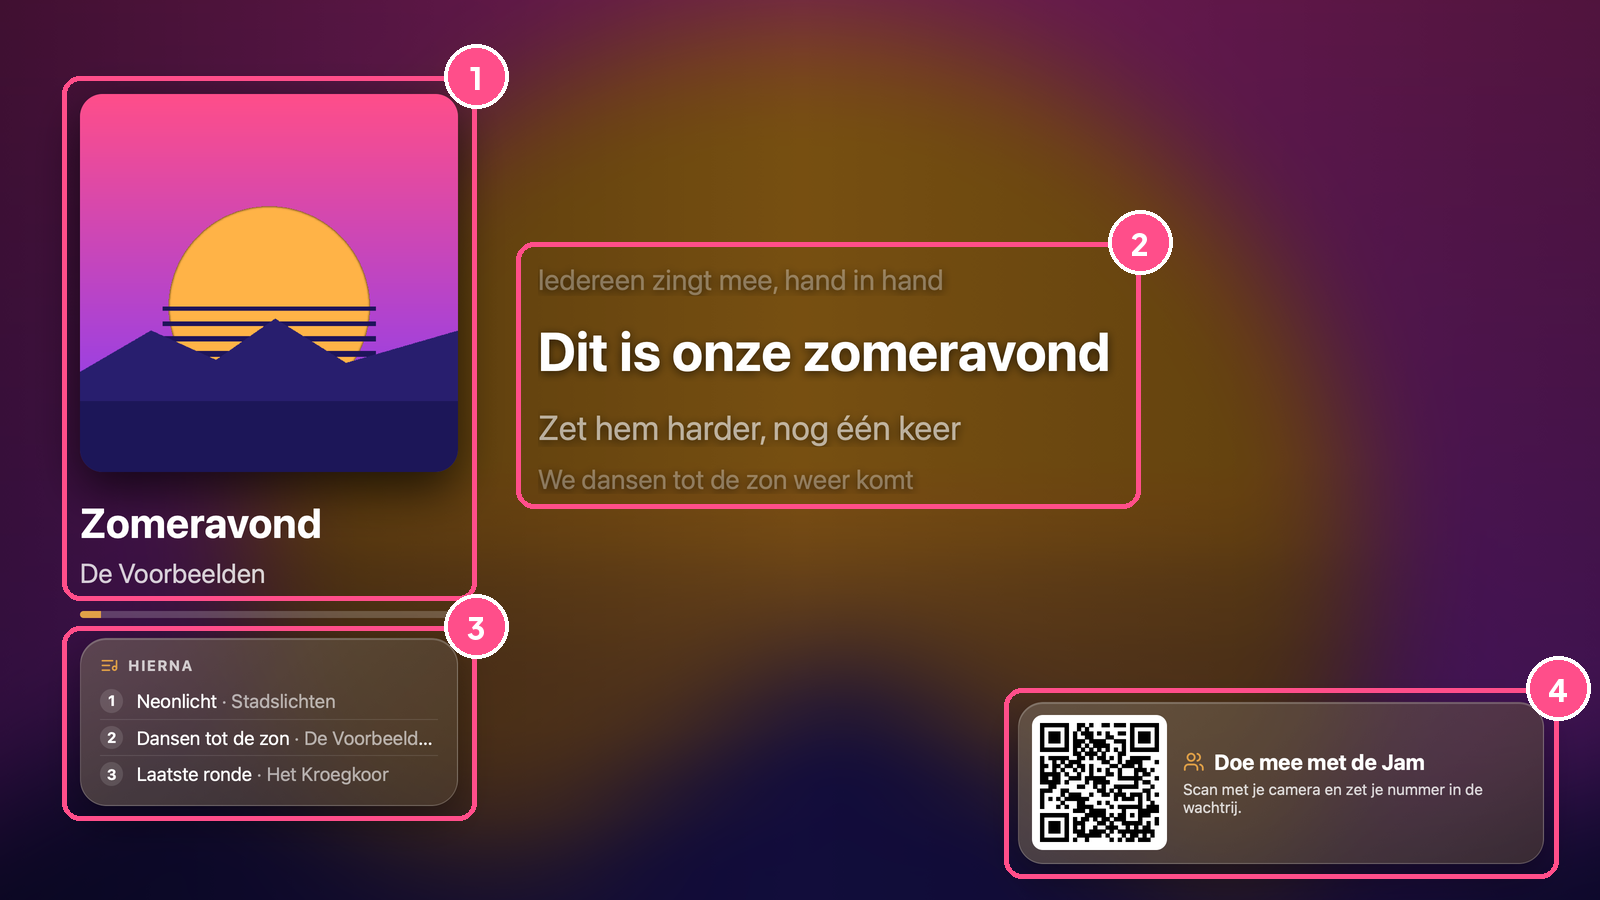 1
Zomeravond
De Voorbeelden
2
Iedereen zingt mee, hand in hand
Dit is onze zomeravond
Zet hem harder, nog één keer
We dansen tot de zon weer komt
3
HIERNA
1 Neonlicht · Stadslichten
2 Dansen tot de zon · De Voorbeeld...
3 Laatste ronde · Het Kroegkoor
4
Doe mee met de Jam
Scan met je camera en zet je nummer in de
wachtrij.